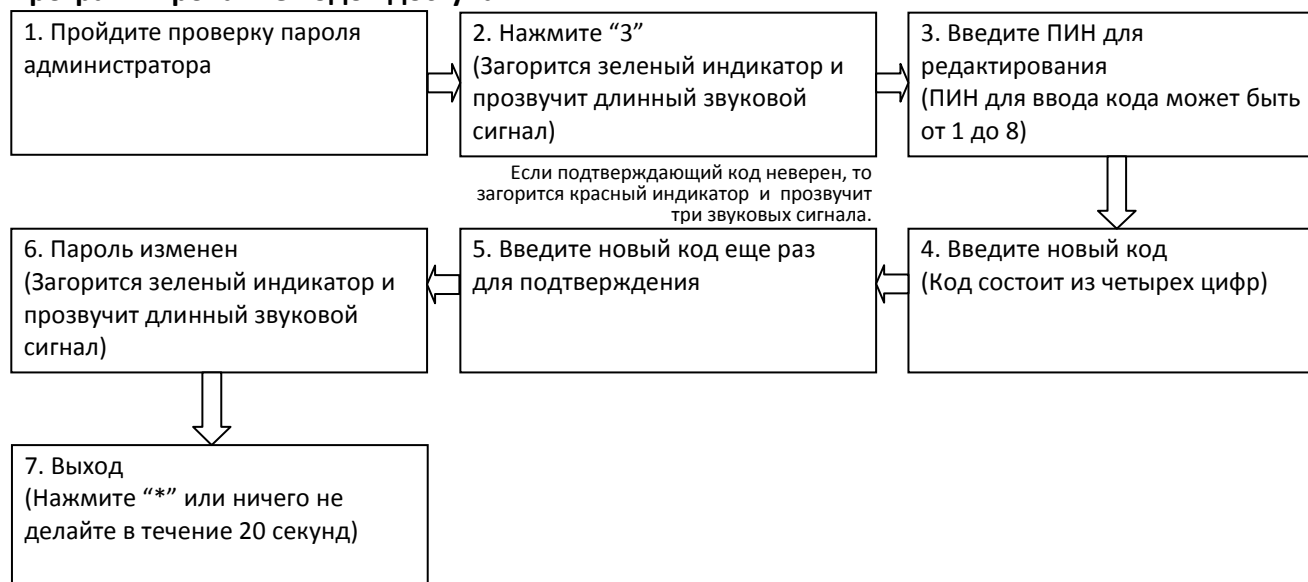 1. Пройдите проверку пароля
администратора
2. Нажмите “3”
(Загорится зеленый индикатор и
прозвучит длинный звуковой
сигнал)
3. Введите ПИН для
редактирования
(ПИН для ввода кода может быть
от 1 до 8)
Если подтверждающий код неверен, то
загорится красный индикатор и прозвучит
три звуковых сигнала.
4. Введите новый код
(Код состоит из четырех цифр)
5. Введите новый код еще раз
для подтверждения
6. Пароль изменен
(Загорится зеленый индикатор и
прозвучит длинный звуковой
сигнал)
7. Выход
(Нажмите “*” или ничего не
делайте в течение 20 секунд)